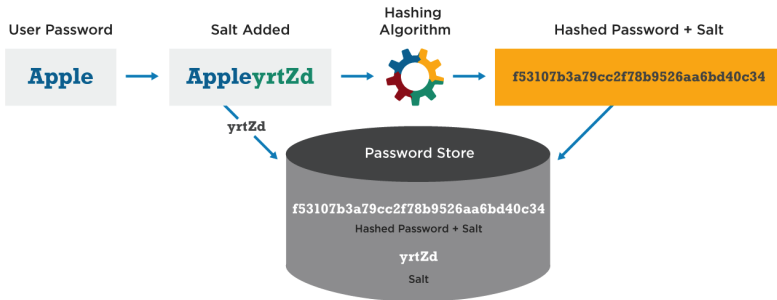 User Password
Salt Added
Hashing
Algorithm
Hashed Password + Salt
Apple
AppleyrtZd
f53107b3a79cc2f78b9526aa6bd40c34
yrtZd
Password Store
f53107b3a79cc2f78b9526aa6bd40c34
Hashed Password + Salt
yrtZd
Salt